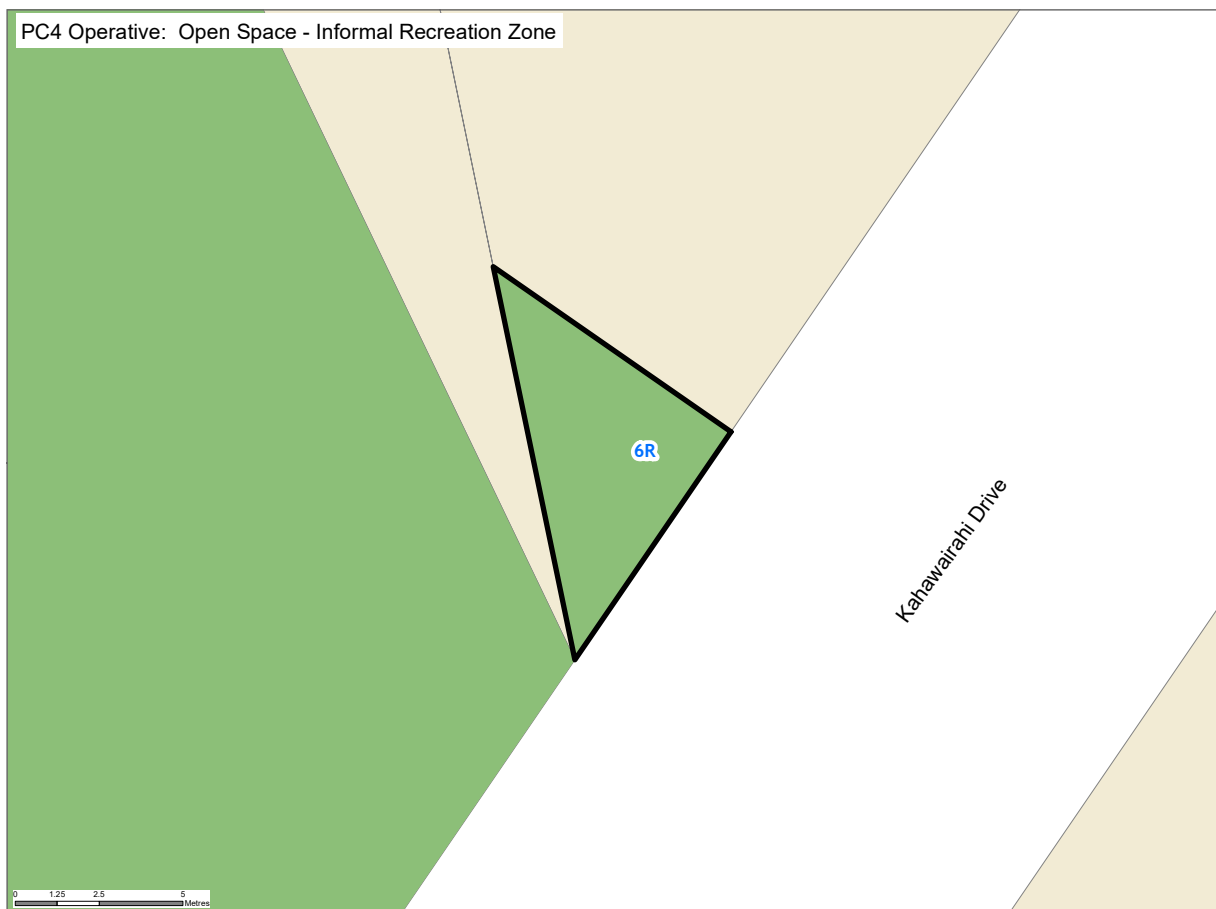 PC4 Operative:  Open Space - Informal Recreation Zone
6R
Kahawairahi Drive
0 1.25 2.5 5
Metres